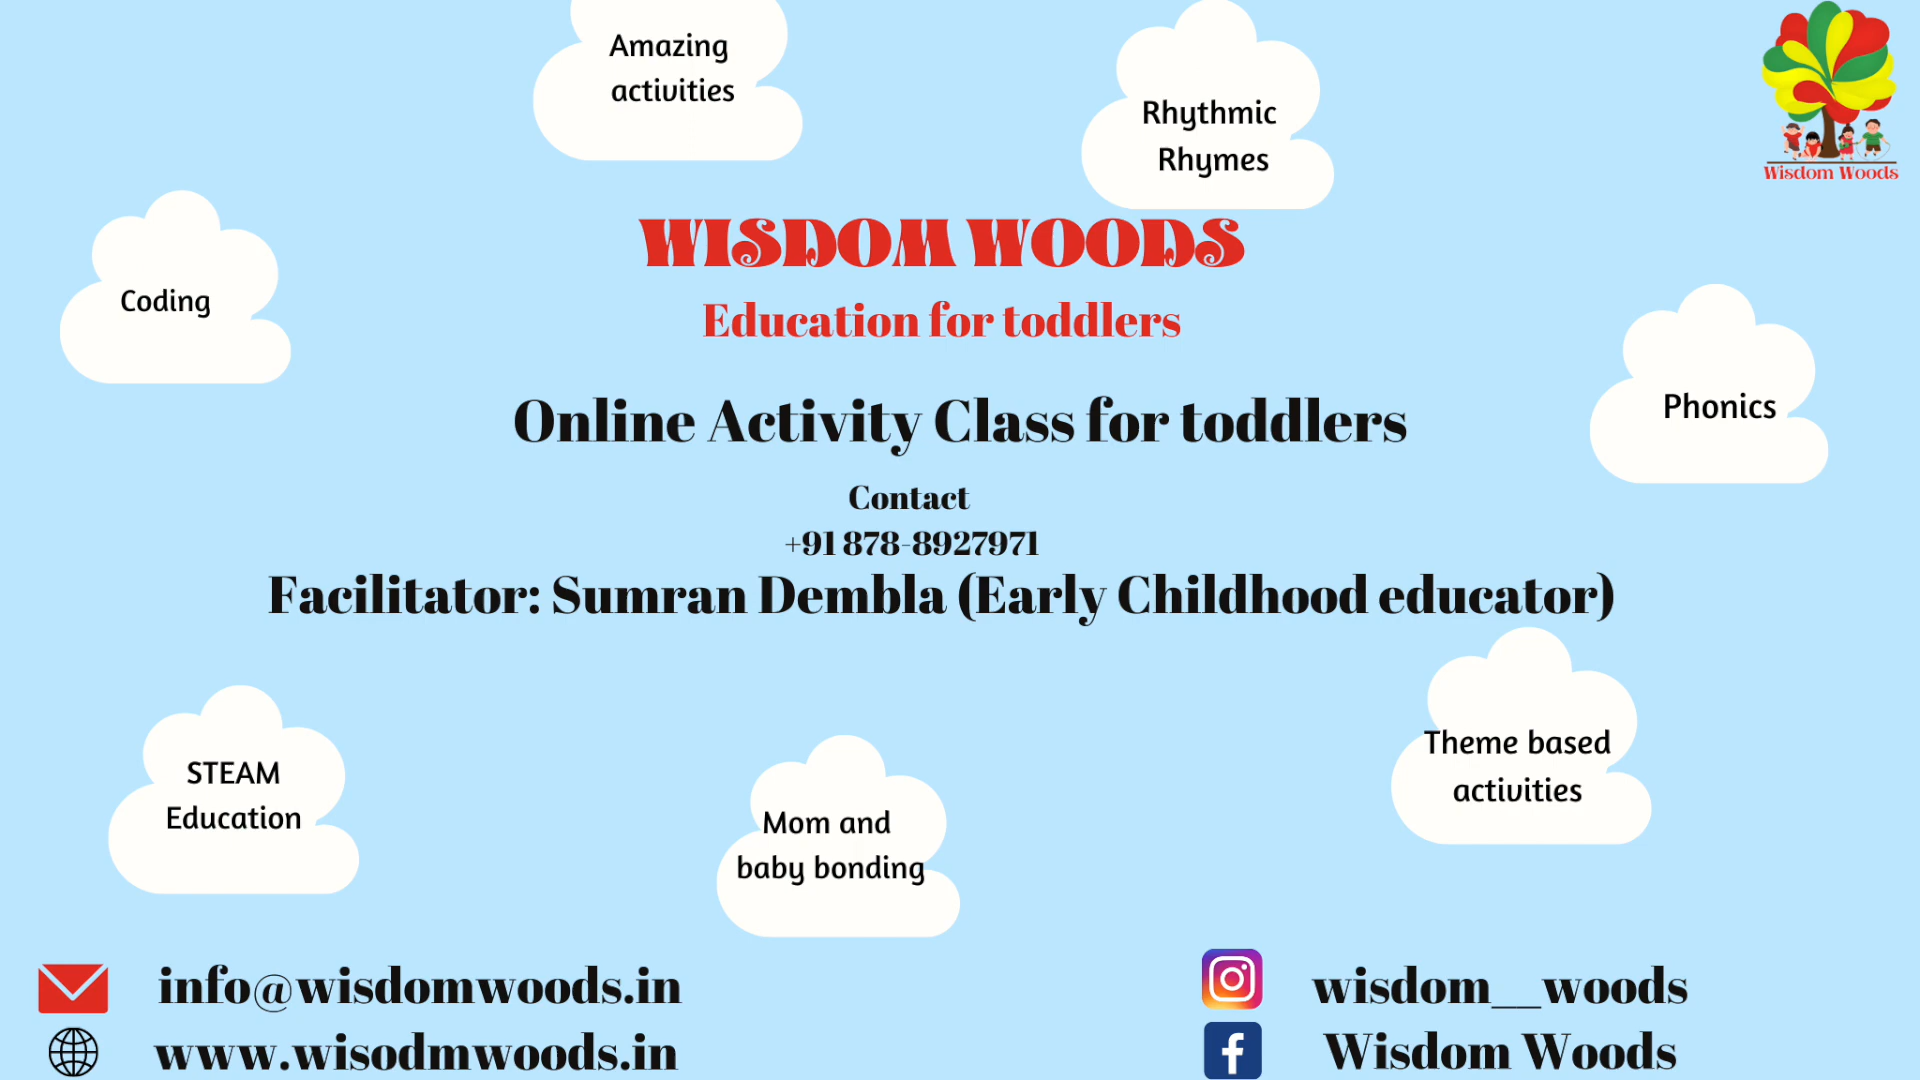 Amazing
activities
Rhythmic
Rhymes
Wisdom Woods
WISDOM WOODS
Coding
Education for toddlers
Phonics
Online Activity Class for toddlers
Contact
+91 878-8927971
Facilitator: Sumran Dembla (Early Childhood educator)
STEAM
Education
Mom and
baby bonding
Theme based
activities
info@wisdomwoods.in
www.wisodmwoods.in
wisdom__woods
Wisdom Woods